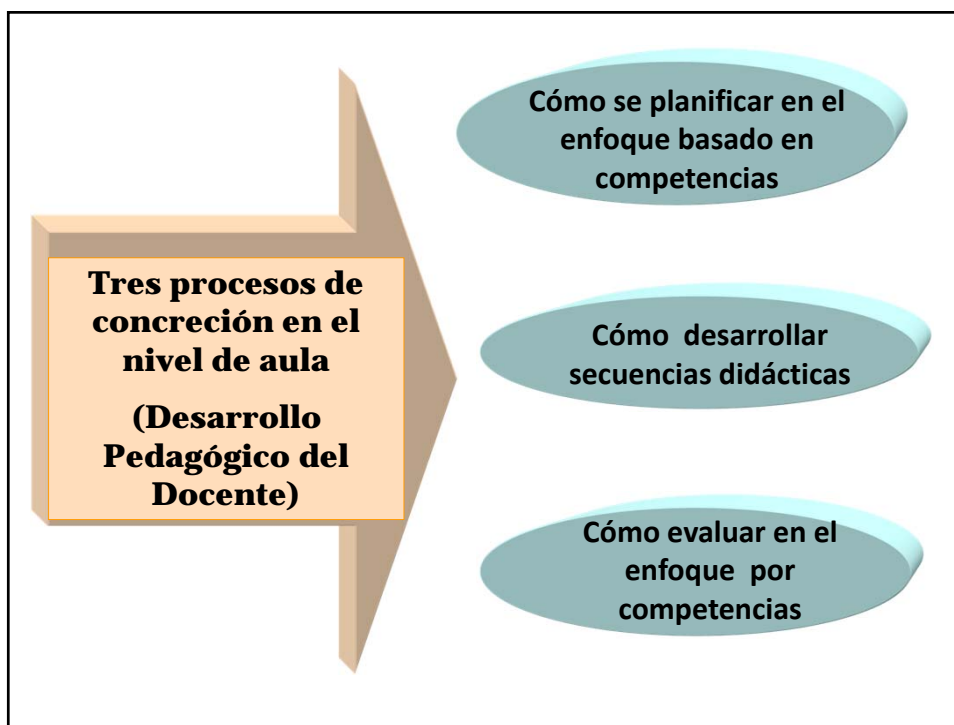 Tres procesos de
concreción en el
nivel de aula
(Desarrollo
Pedagógico del
Docente)
Cómo se planificar en el
enfoque basado en
competencias
Cómo desarrollar
secuencias didácticas
Cómo evaluar en el
enfoque por
competencias